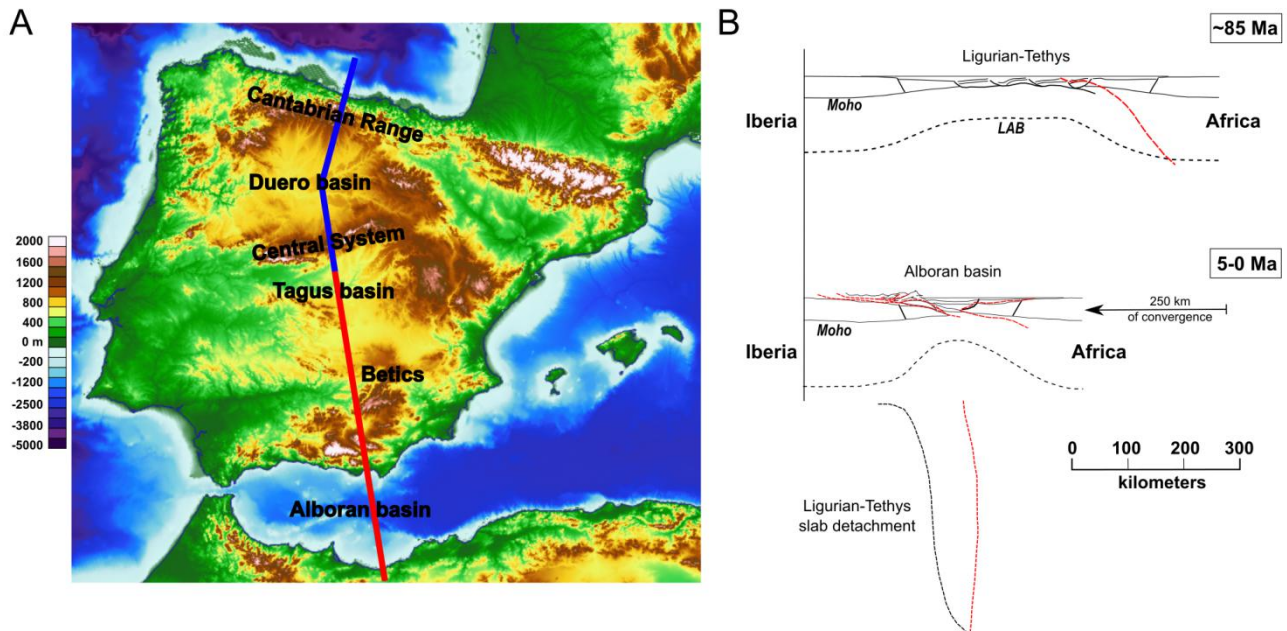 A
Cantabrian Range
Duero basin
Central System
Tagus basin
Betics
Alboran basin
2000
1600
1200
800
400
0 m
-200
-1200
-2500
-3800
-5000
B
~85 Ma
Ligurian-Tethys
Moho
Iberia
LAB
Africa
5-0 Ma
Alboran basin
250 km
of convergence
Moho
Iberia
Africa
0 100 200 300
kilometers
Ligurian-Tethys
slab detachment